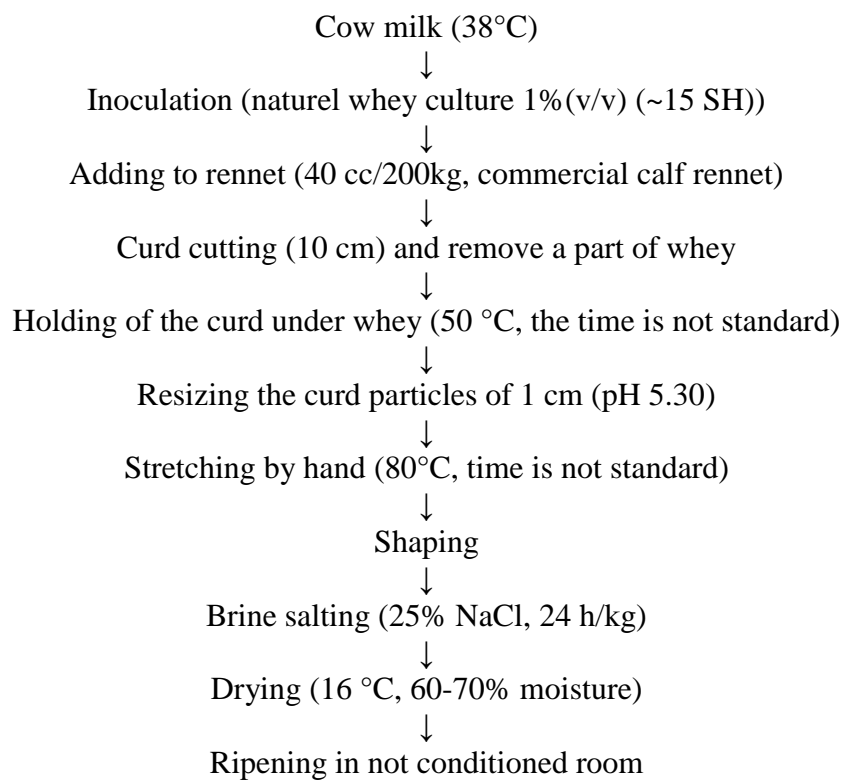 Cow milk (38°C)
↓
Inoculation (naturel whey culture 1%(v/v) (~15 SH))
↓
Adding to rennet (40 cc/200kg, commercial calf rennet)
↓
Curd cutting (10 cm) and remove a part of whey
↓
Holding of the curd under whey (50 °C, the time is not standard)
↓
Resizing the curd particles of 1 cm (pH 5.30)
↓
Stretching by hand (80°C, time is not standard)
↓
Shaping
↓
Brine salting (25% NaCl, 24 h/kg)
↓
Drying (16 °C, 60-70% moisture)
↓
Ripening in not conditioned room